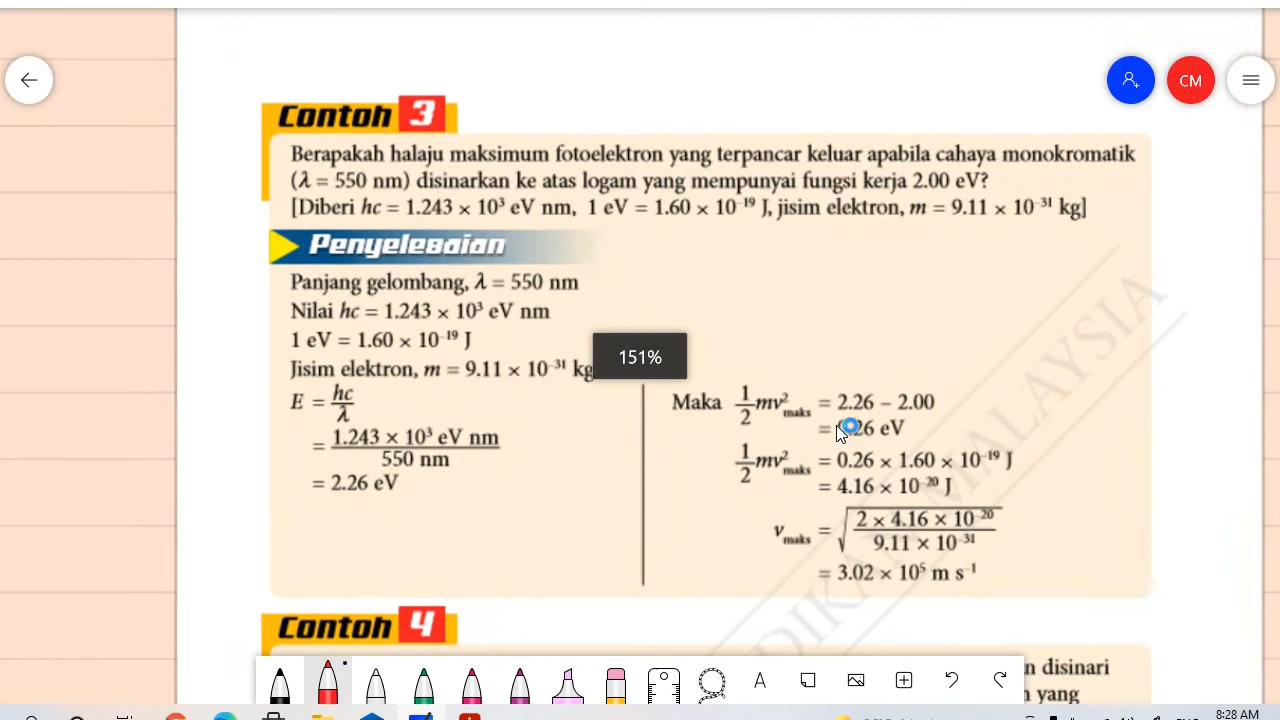 CM
Contoh 3
Berapakah halaju maksimum fotoelektron yang terpancar keluar apabila cahaya monokromatik
(λ = 550 nm) disinarkan ke atas logam yang mempunyai fungsi kerja 2.00 eV?
[Diberi hc = 1.243 × 10³ eV nm, 1 eV = 1.60 × 10⁻¹⁹ J, jisim elektron, m = 9.11 × 10⁻³¹ kg]
Penyelesaian
Panjang gelombang, λ = 550 nm
Nilai hc = 1.243 × 10³ eV nm
1 eV = 1.60 × 10⁻¹⁹ J
151%
Jisim elektron, m = 9.11 × 10⁻³¹ kg
E = hc/λ
= 1.243 × 10³ eV nm / 550 nm
= 2.26 eV
Maka 1/2 mv²maks = 2.26 – 2.00
= 26 eV
1/2 mv²maks = 0.26 × 1.60 × 10⁻¹⁹ J
= 4.16 × 10⁻²⁰ J
vmaks = √(2 × 4.16 × 10⁻²⁰ / 9.11 × 10⁻³¹)
= 3.02 × 10⁵ m s⁻¹
DIKAN MALAYSIA
Contoh 4
n disinari
yang
A
8:28 AM